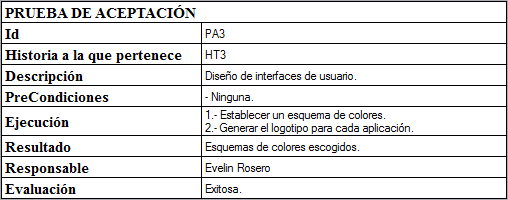 PRUEBA DE ACEPTACIÓN
Id PA3
Historia a la que pertenece HT3
Descripción Diseño de interfaces de usuario.
PreCondiciones - Ninguna.
Ejecución 1.- Establecer un esquema de colores.
2.- Generar el logotipo para cada aplicación.
Resultado Esquemas de colores escogidos.
Responsable Evelin Rosero
Evaluación Exitosa.